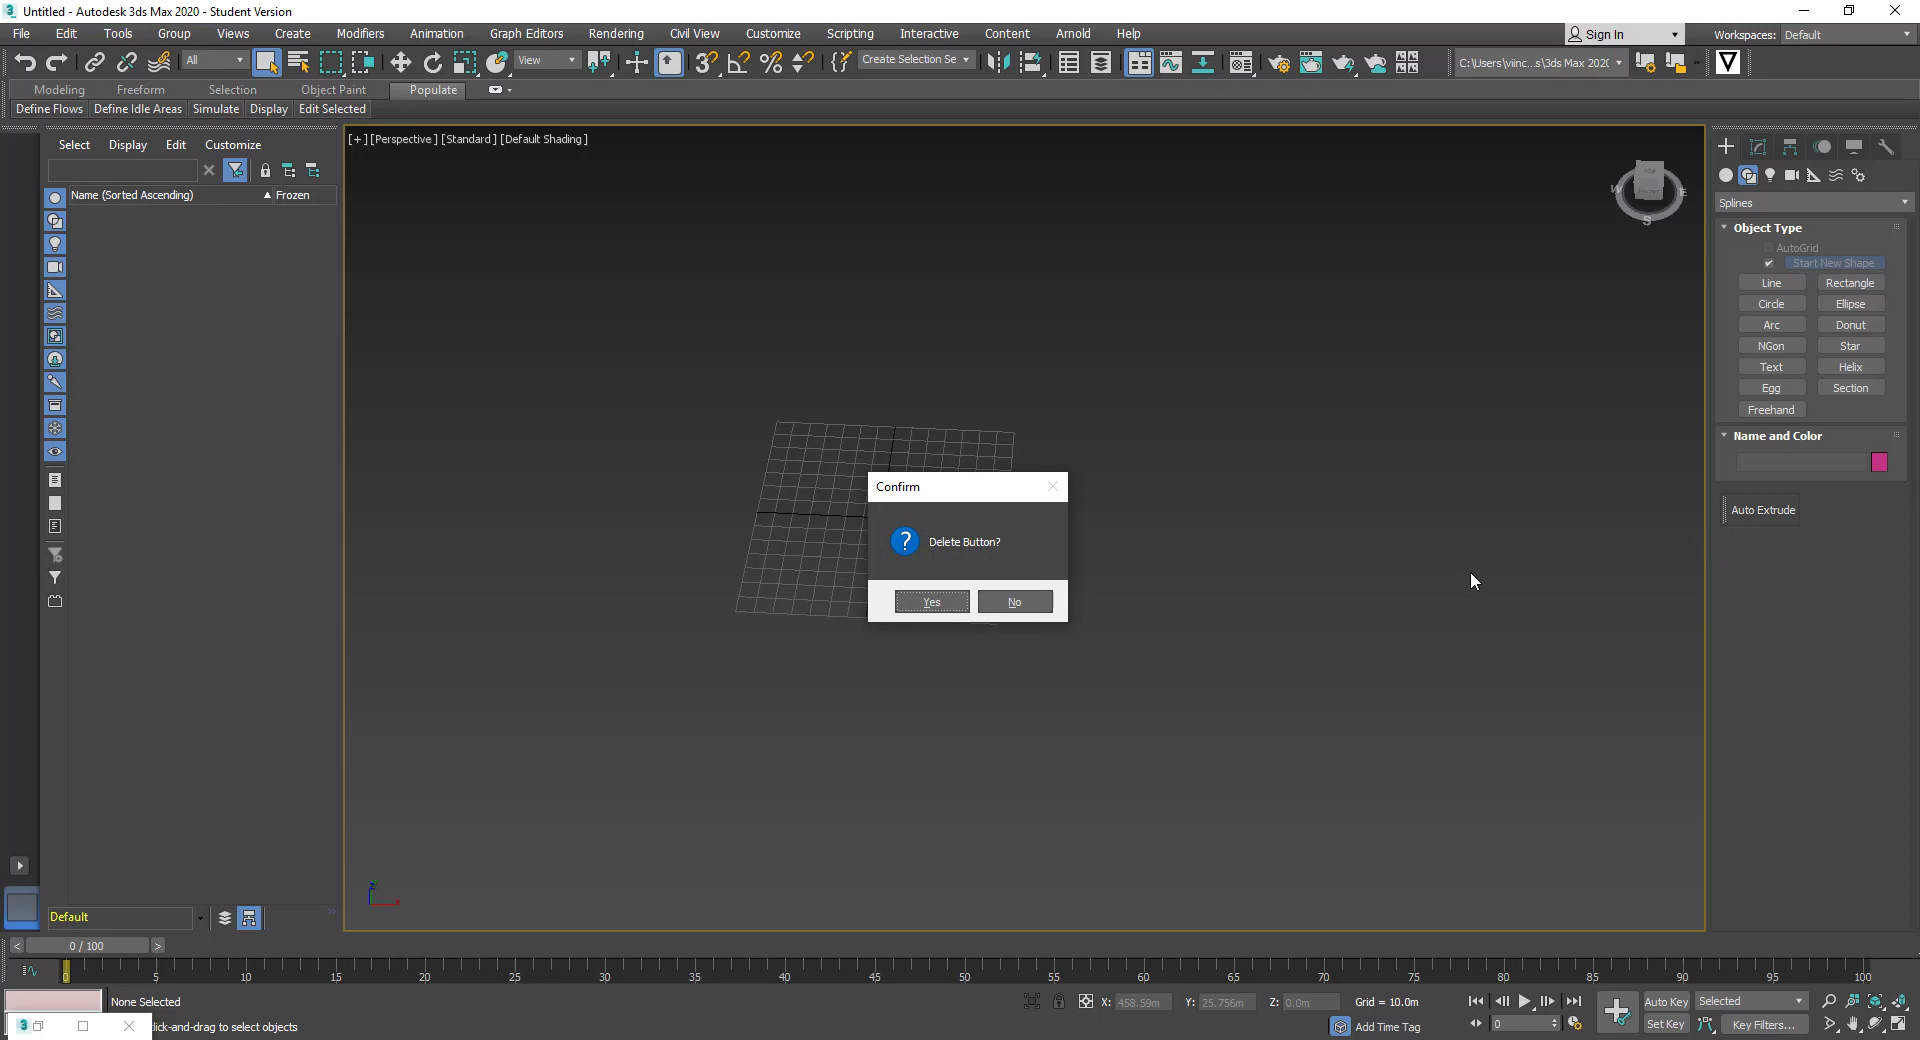 Untitled - Autodesk 3ds Max 2020 - Student Version
File Edit Tools Group Views Create Modifiers Animation Graph Editors Rendering Civil View Customize Scripting Interactive Content Arnold Help
Sign In
Workspaces: Default
All
View
Create Selection Se
C:\Users\viinc...s\3ds Max 2020
Modeling Freeform Selection Object Paint Populate
Define Flows Define Idle Areas Simulate Display Edit Selected
Select Display Edit Customize
Name (Sorted Ascending) Frozen
[+] [Perspective] [Standard] [Default Shading]
W E
S
Splines
Object Type
AutoGrid
Start New Shape
Line Rectangle
Circle Ellipse
Arc Donut
NGon Star
Text Helix
Egg Section
Freehand
Name and Color
Auto Extrude
Confirm
Delete Button?
Yes No
z
Default
0 / 100
0 5 10 15 20 25 30 35 40 45 50 55 60 65 70 75 80 85 90 95 100
None Selected
X: 458.59m Y: 25.756m Z: 0.0m Grid = 10.0m
Auto Key Selected
click-and-drag to select objects
Add Time Tag
0
Set Key Key Filters...